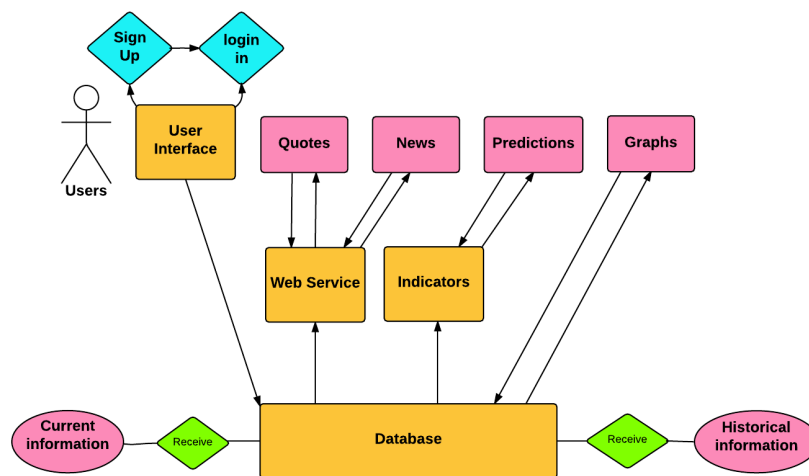 Sign
Up
login
in
User
Interface
Users
Quotes
News
Predictions
Graphs
Web Service
Indicators
Current
information
Receive
Database
Receive
Historical
information